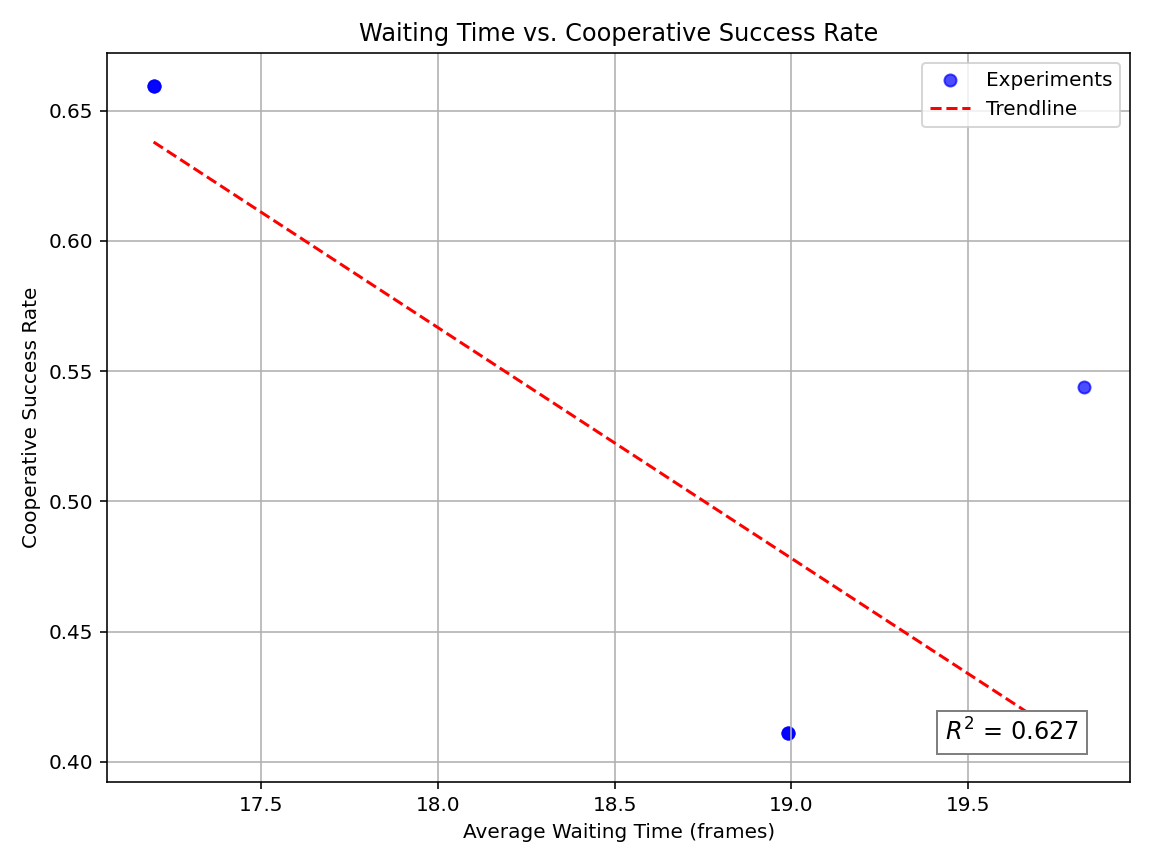 Waiting Time vs. Cooperative Success Rate
Experiments
Trendline
Cooperative Success Rate
0.65
0.60
0.55
0.50
0.45
0.40
R² = 0.627
17.5 18.0 18.5 19.0 19.5
Average Waiting Time (frames)